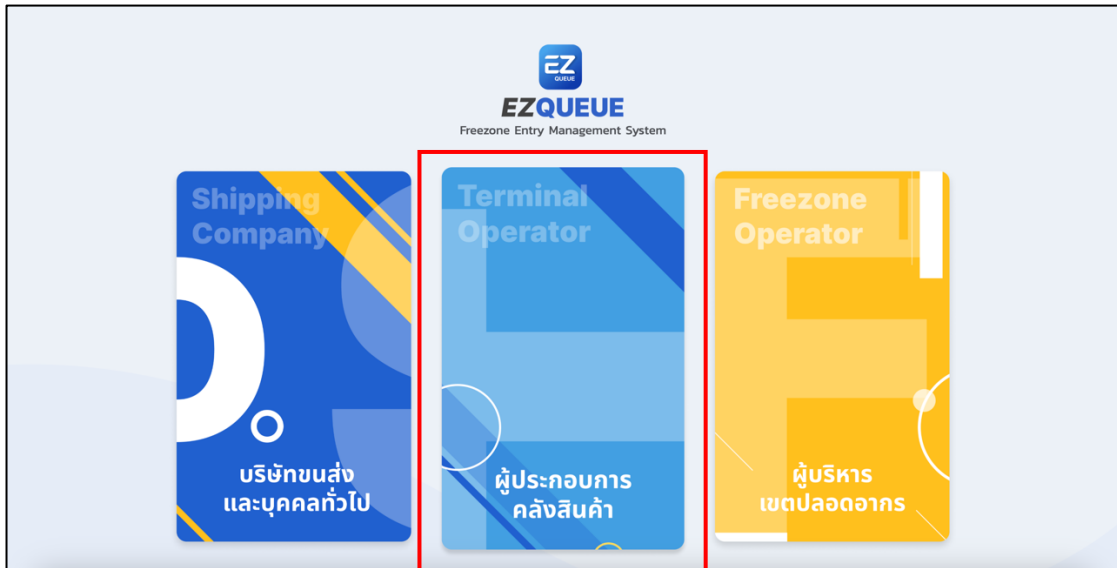 EZ
QUEUE
EZQUEUE
Freezone Entry Management System
Shipping
Company
บริษัทขนส่ง
และบุคคลทั่วไป
Terminal
Operator
ผู้ประกอบการ
คลังสินค้า
Freezone
Operator
ผู้บริหาร
เขตปลอดอากร